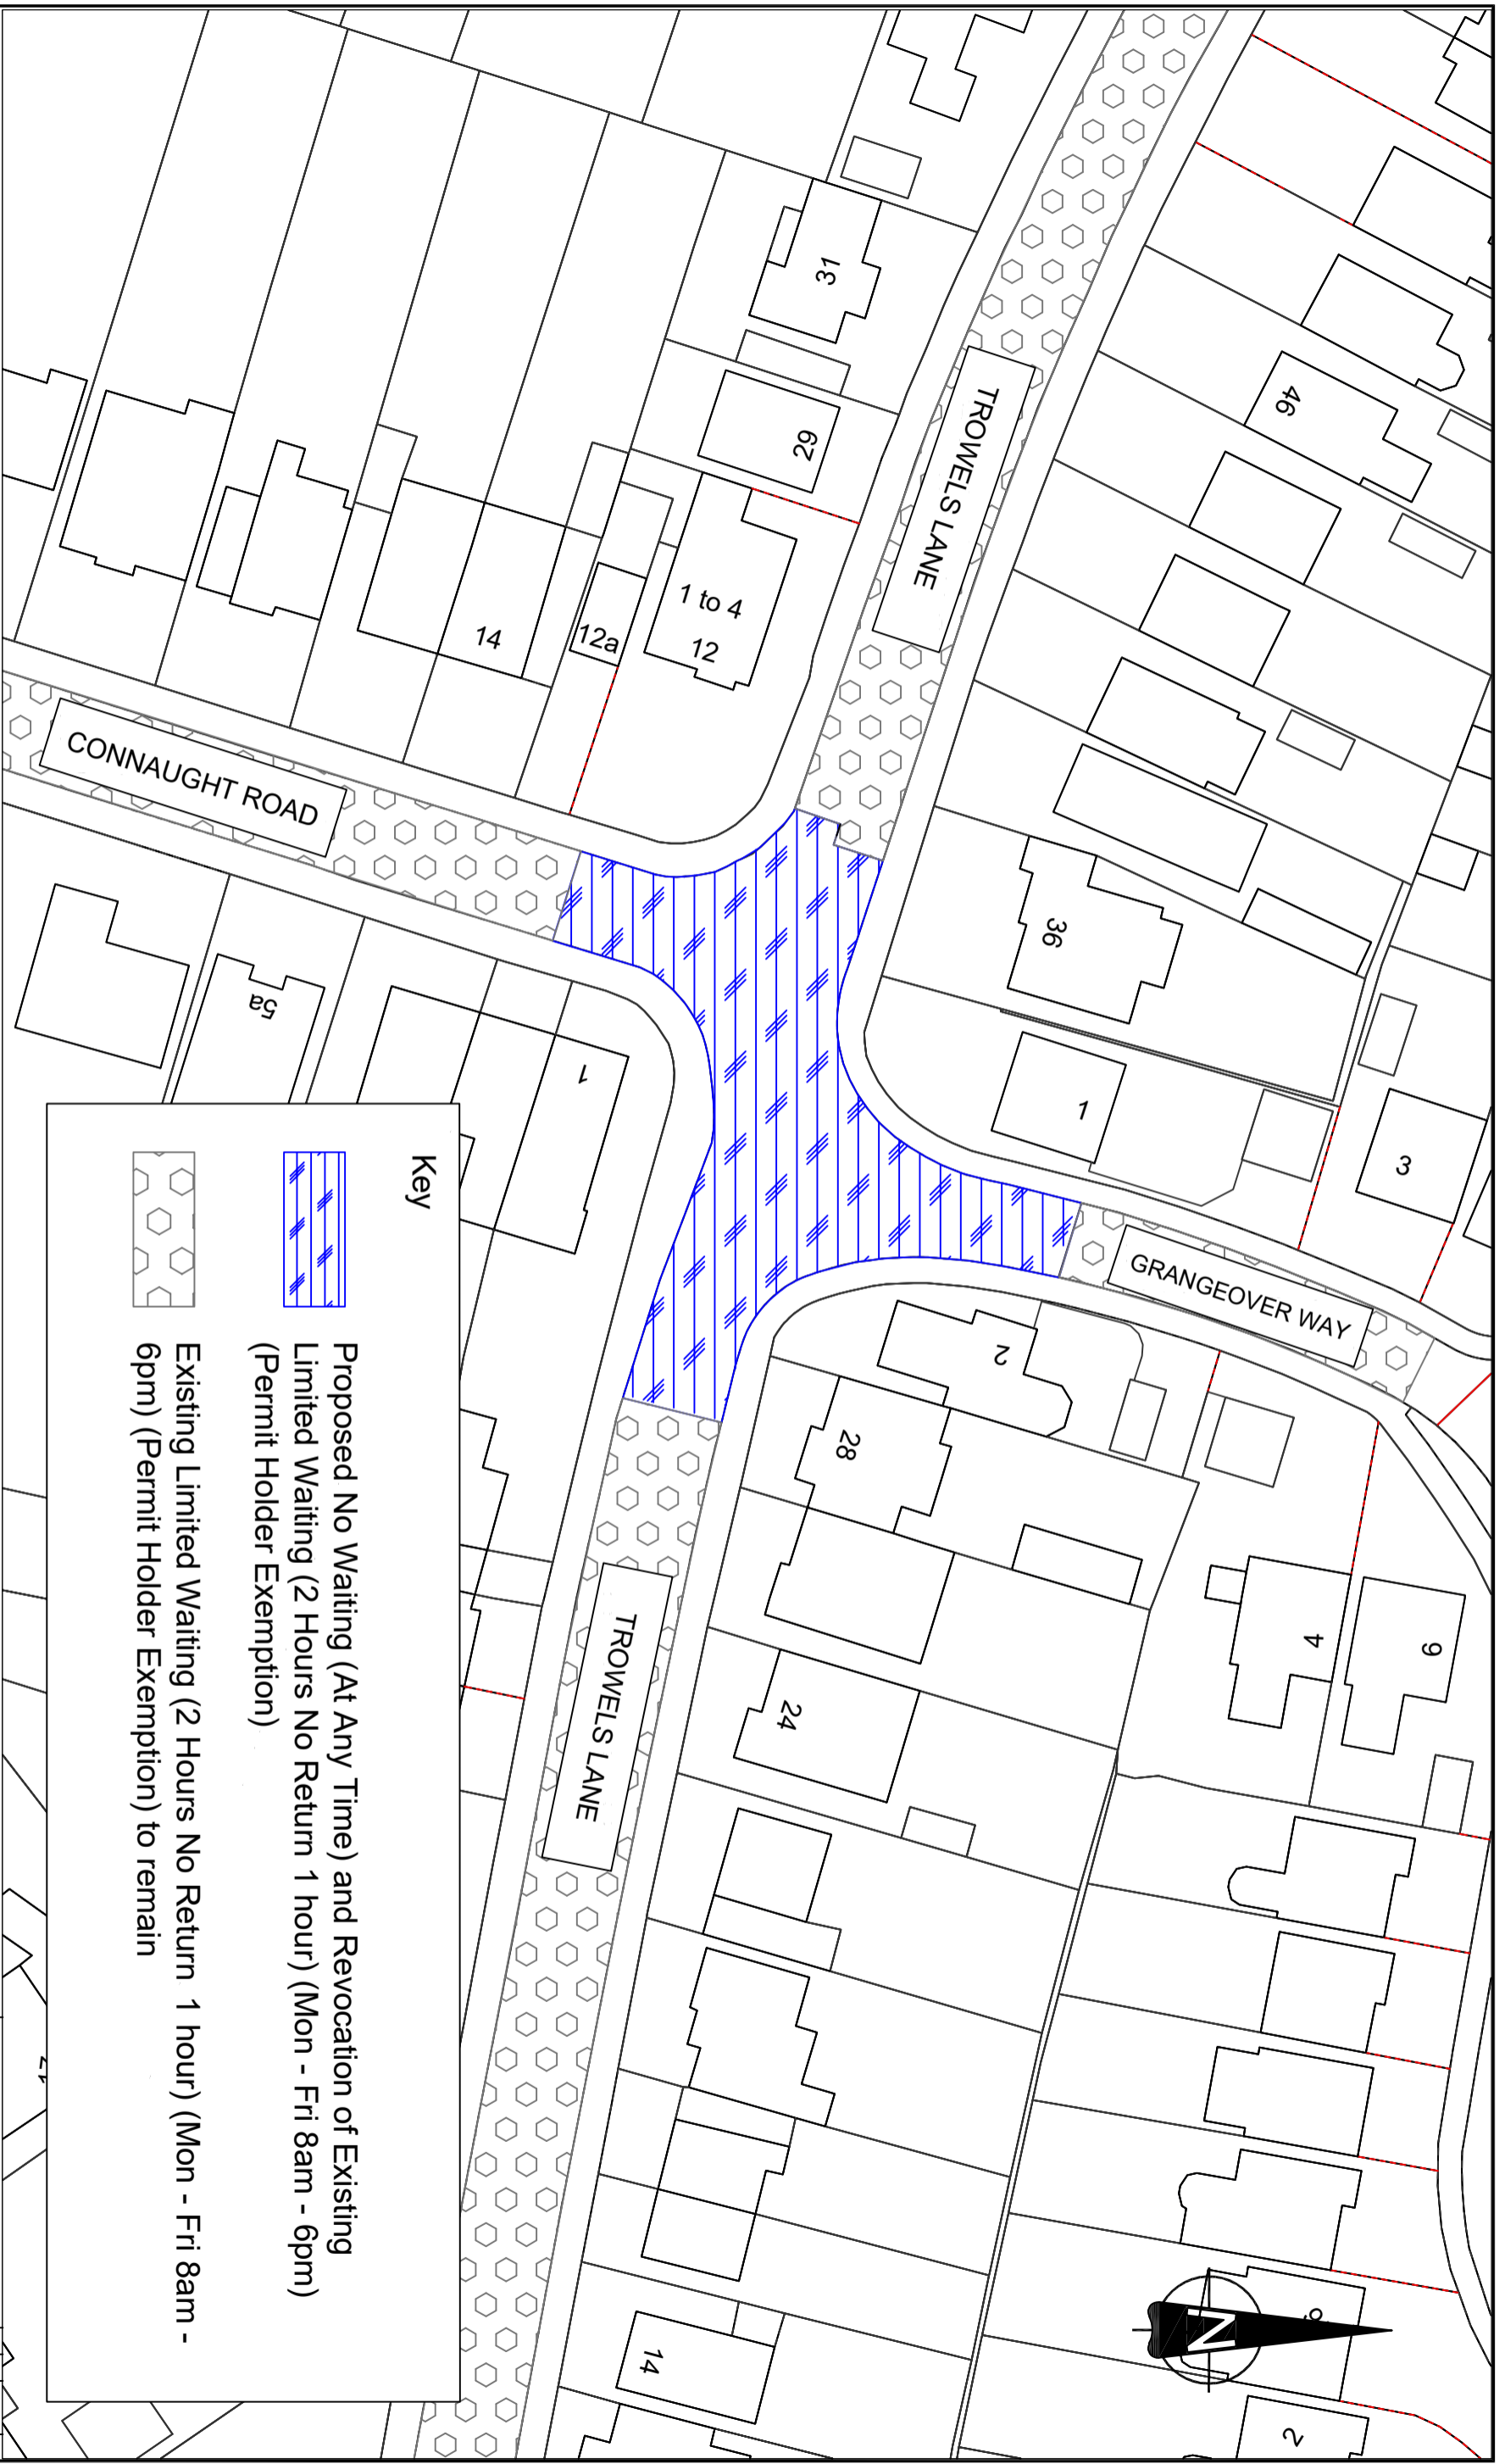 46
3
4
6
2
GRANGEOVER WAY
N
36
1
2
TROWELS LANE
31
29
28
24
1 to 4
12
14
12a
14
1
TROWELS LANE
5a
CONNAUGHT ROAD
Key
Proposed No Waiting (At Any Time) and Revocation of Existing
Limited Waiting (2 Hours No Return 1 hour) (Mon - Fri 8am - 6pm)
(Permit Holder Exemption)
Existing Limited Waiting (2 Hours No Return 1 hour) (Mon - Fri 8am -
6pm) (Permit Holder Exemption) to remain